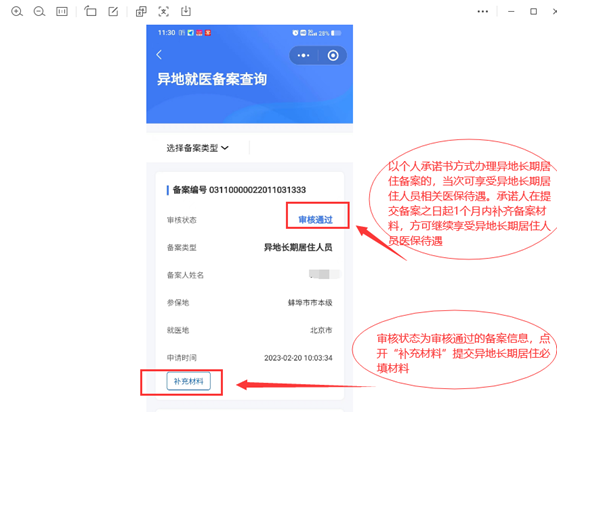 1:1
11:30
28%
异地就医备案查询
选择备案类型
备案编号 03110000022011031333
审核状态 审核通过
备案类型 异地长期居住人员
备案人姓名
参保地 蚌埠市市本级
就医地 北京市
申请时间 2023-02-20 10:03:34
补充材料
以个人承诺书方式办理异地长期居
住备案的，当次可享受异地长期居
住人员相关医保待遇。承诺人在提
交备案之日起1个月内补齐备案材
料，方可继续享受异地长期居住人
员医保待遇
审核状态为审核通过的备案信息，点
开“补充材料”提交异地长期居住必
填材料